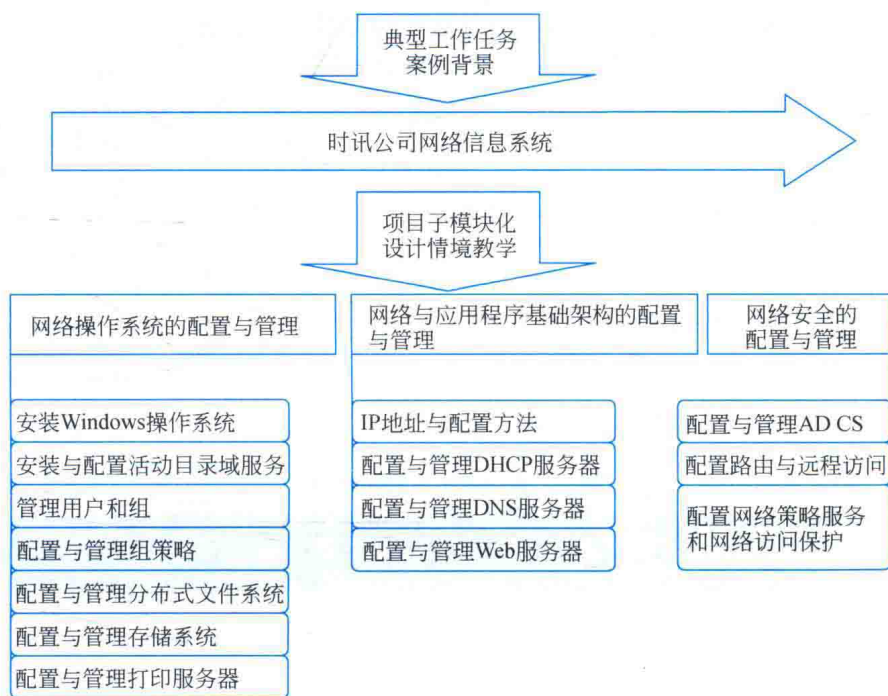 典型工作任务
案例背景
时讯公司网络信息系统
项目子模块化
设计情境教学
网络操作系统的配置与管理
网络与应用程序基础架构的配置
与管理
网络安全的
配置与管理
安装Windows操作系统
安装与配置活动目录域服务
管理用户和组
配置与管理组策略
配置与管理分布式文件系统
配置与管理存储系统
配置与管理打印服务器
IP地址与配置方法
配置与管理DHCP服务器
配置与管理DNS服务器
配置与管理Web服务器
配置与管理AD CS
配置路由与远程访问
配置网络策略服务
和网络访问保护